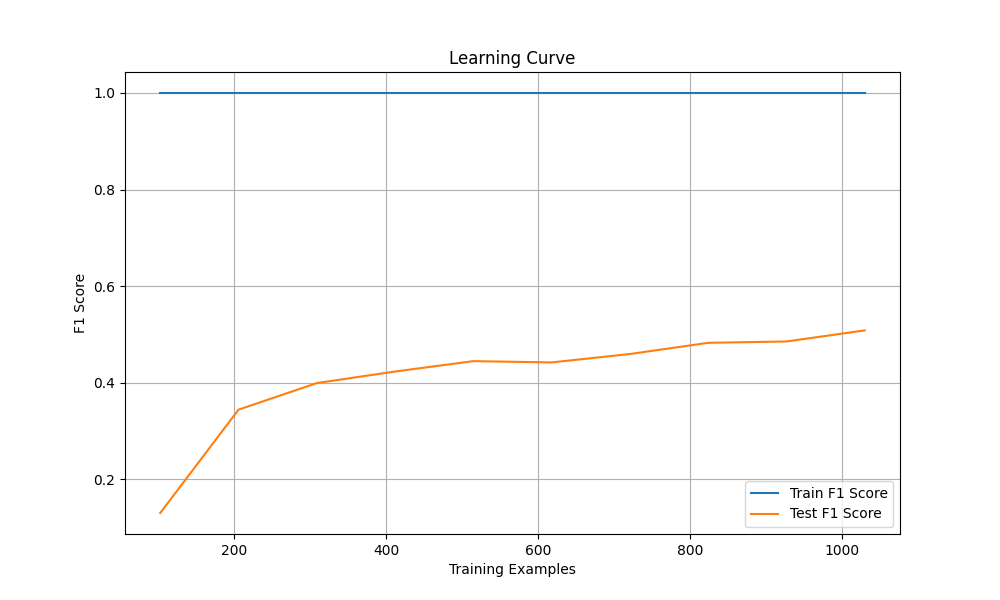 Learning Curve
1.0
0.8
0.6
0.4
0.2
F1 Score
200
400
600
800
1000
Training Examples
Train F1 Score
Test F1 Score